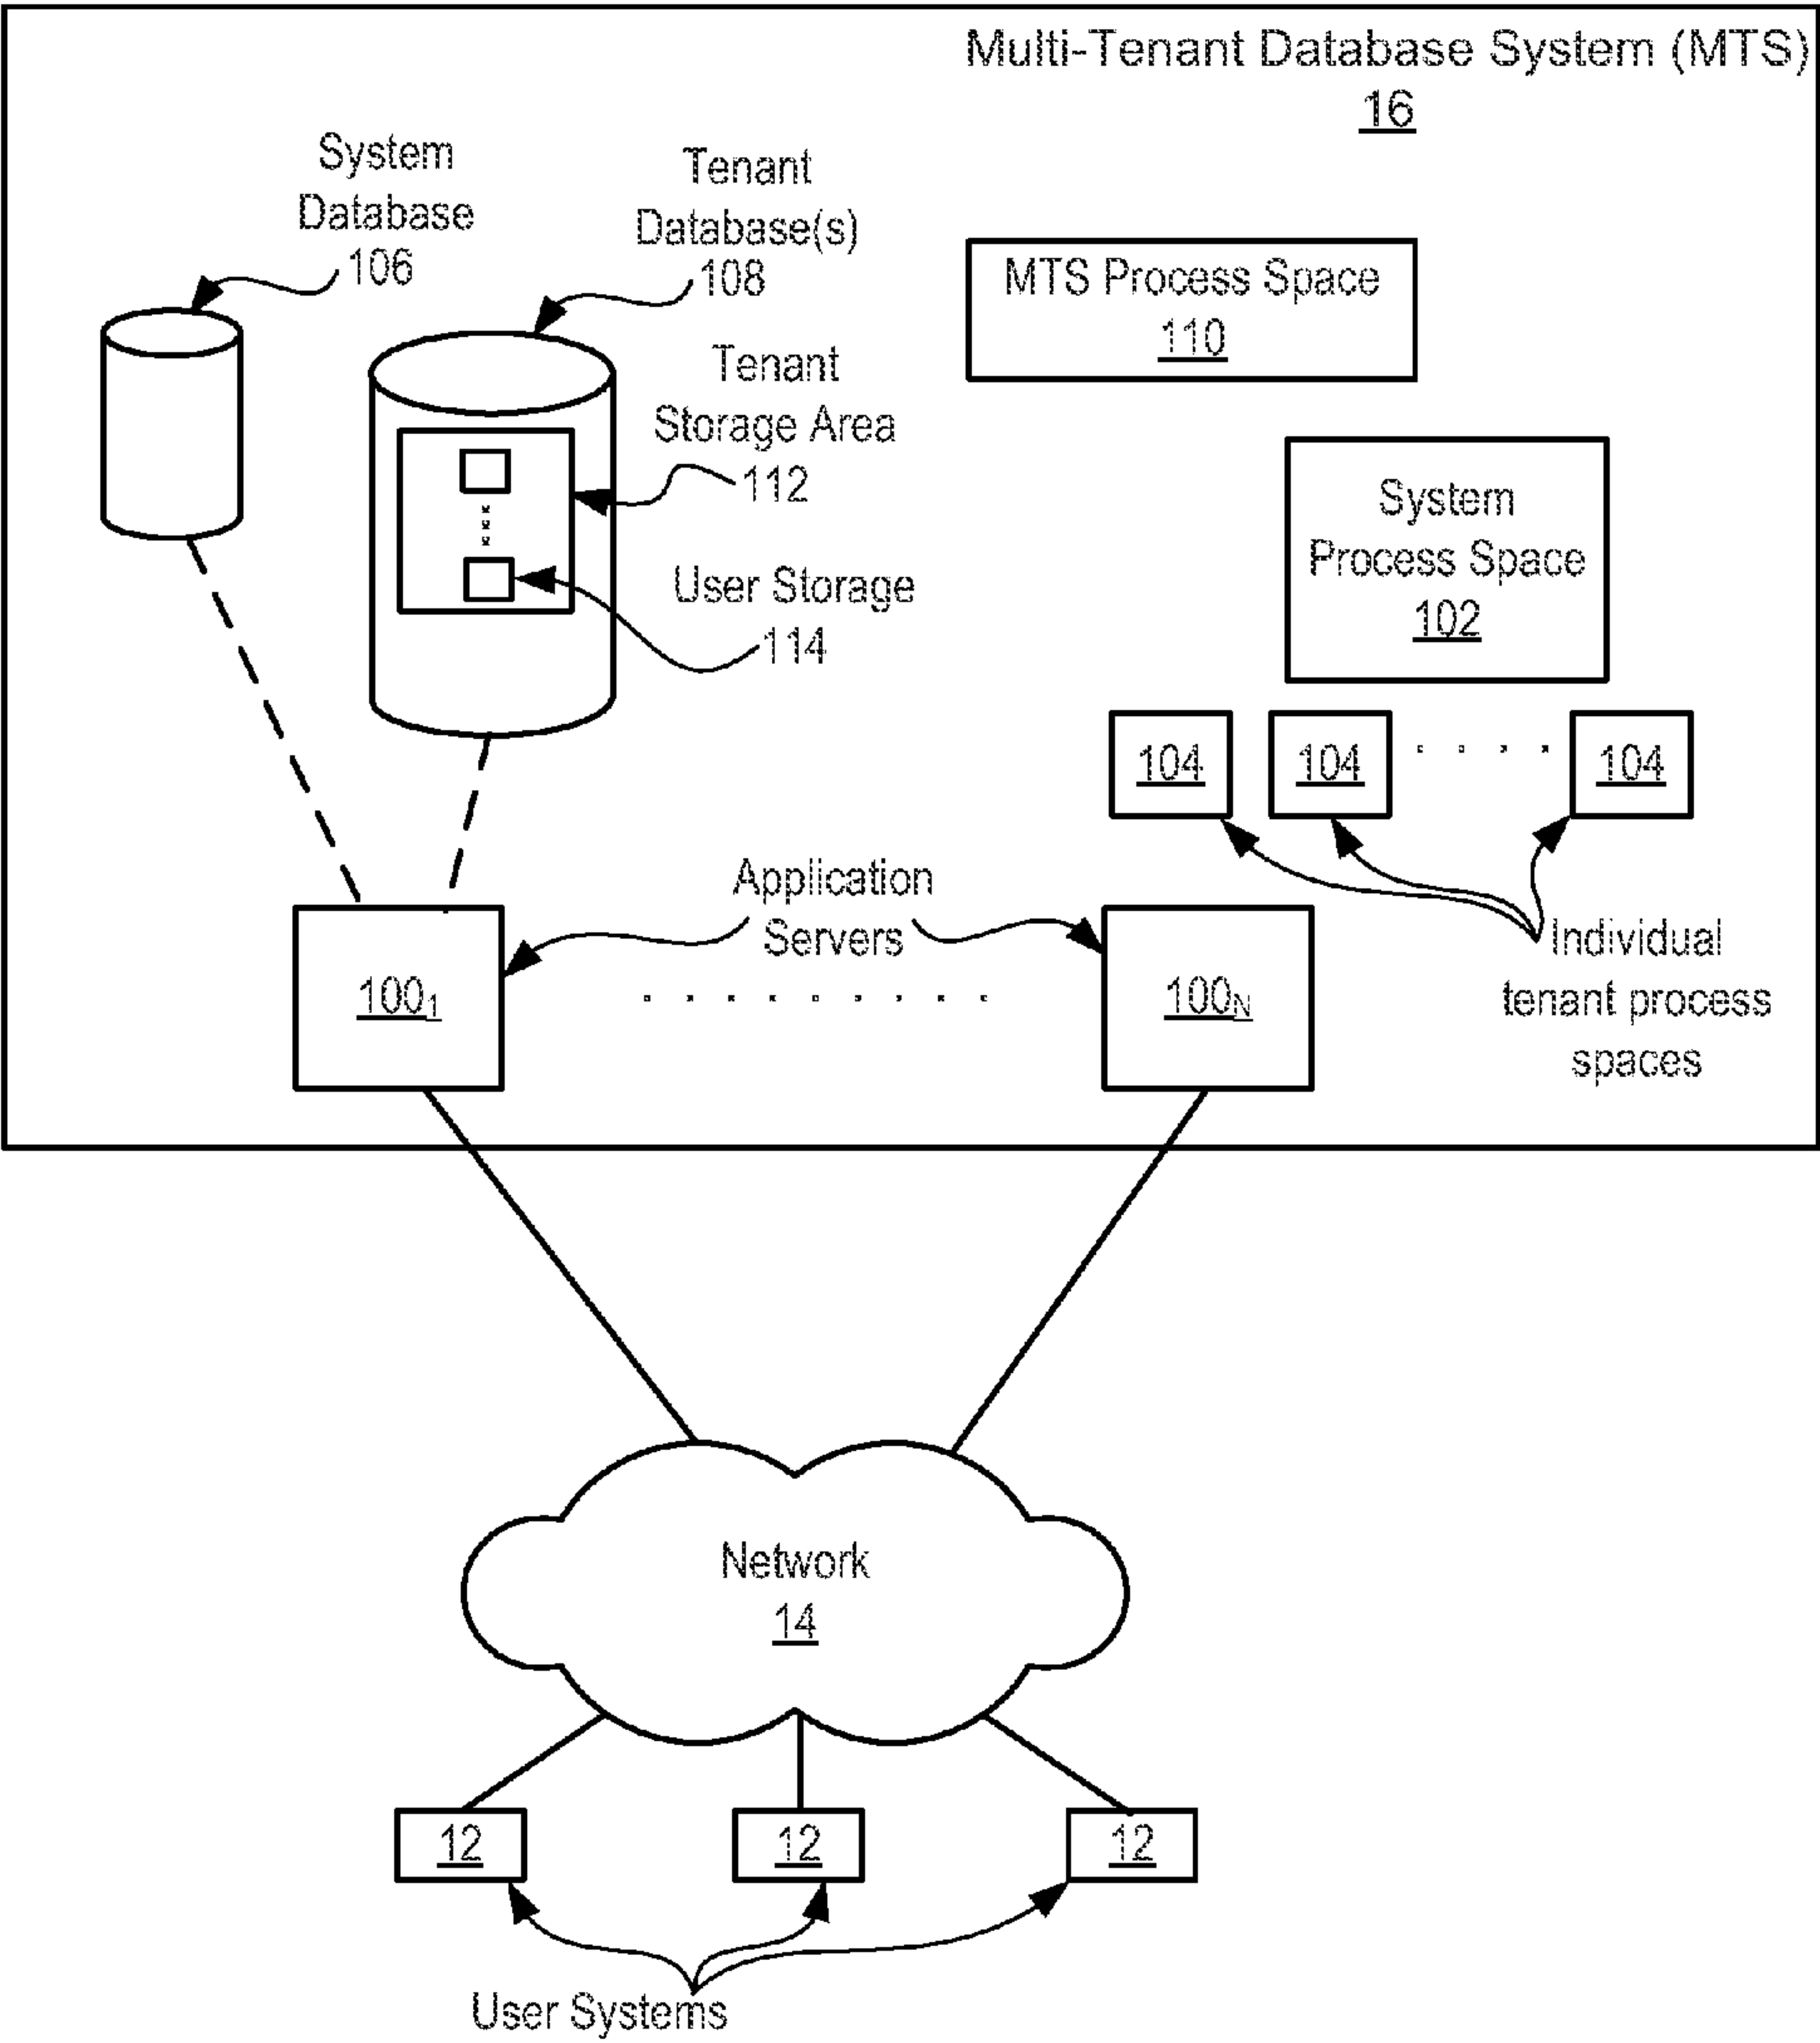 Multi-Tenant Database System (MTS)
16
System
Database
106
Tenant
Database(s)
108
MTS Process Space
110
Tenant
Storage Area
112
System
Process Space
102
User Storage
114
104
104
104
Application
Servers
Individual
tenant process
spaces
100₁
100N
Network
14
12
12
12
User Systems